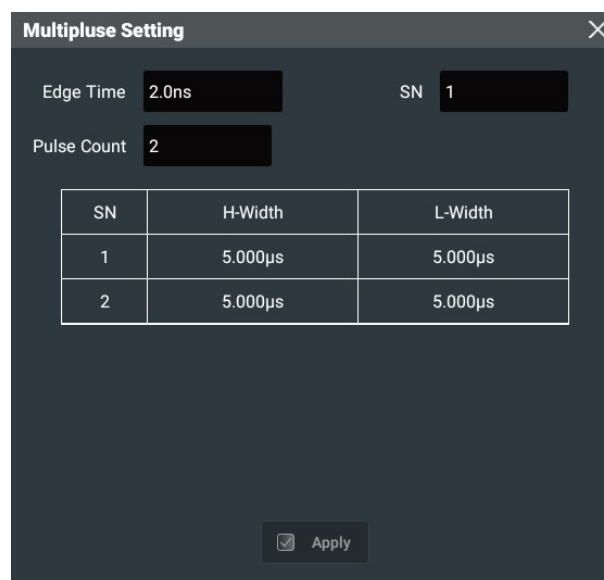 Multipluse Setting
Edge Time 2.0ns SN 1
Pulse Count 2
SN H-Width L-Width
1 5.000µs 5.000µs
2 5.000µs 5.000µs
Apply